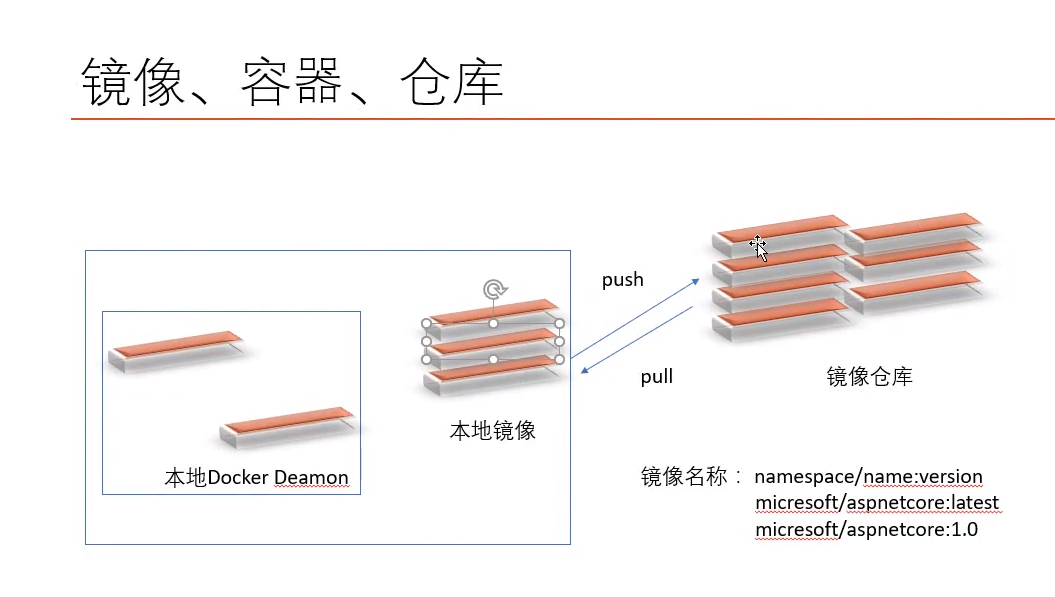 镜像、容器、仓库
push
pull
镜像仓库
本地镜像
本地Docker Deamon
镜像名称： namespace/name:version
micresoft/aspnetcore:latest
micresoft/aspnetcore:1.0